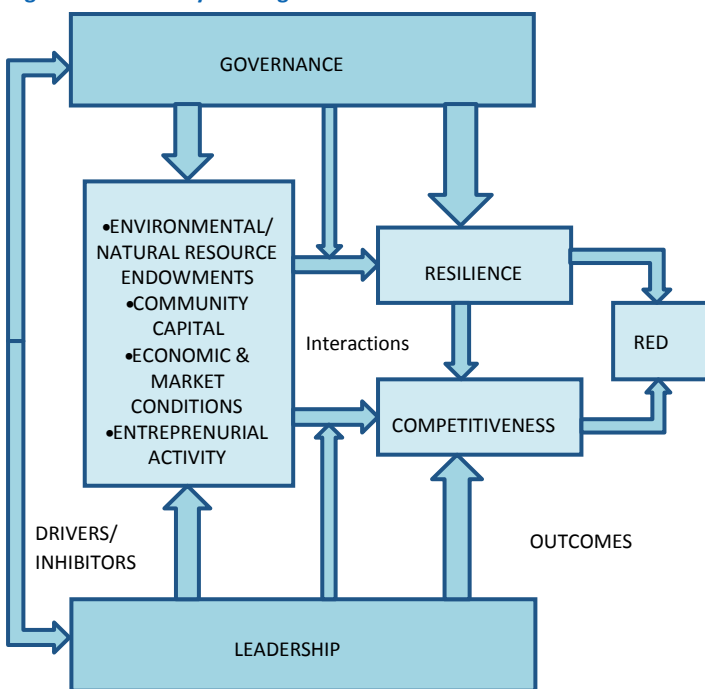 GOVERNANCE
•ENVIRONMENTAL/
NATURAL RESOURCE
ENDOWMENTS
•COMMUNITY
CAPITAL
•ECONOMIC &
MARKET
CONDITIONS
•ENTREPRENURIAL
ACTIVITY
RESILIENCE
Interactions
RED
COMPETITIVENESS
DRIVERS/
INHIBITORS
OUTCOMES
LEADERSHIP